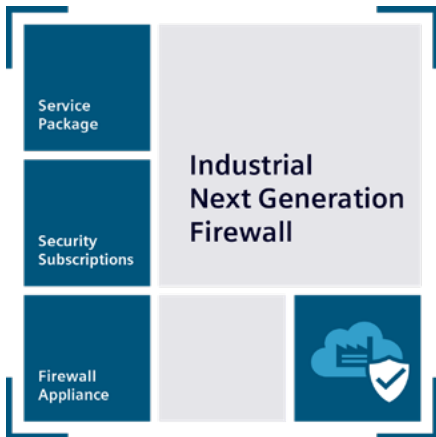 Service
Package
Industrial
Next Generation
Firewall
Security
Subscriptions
Firewall
Appliance